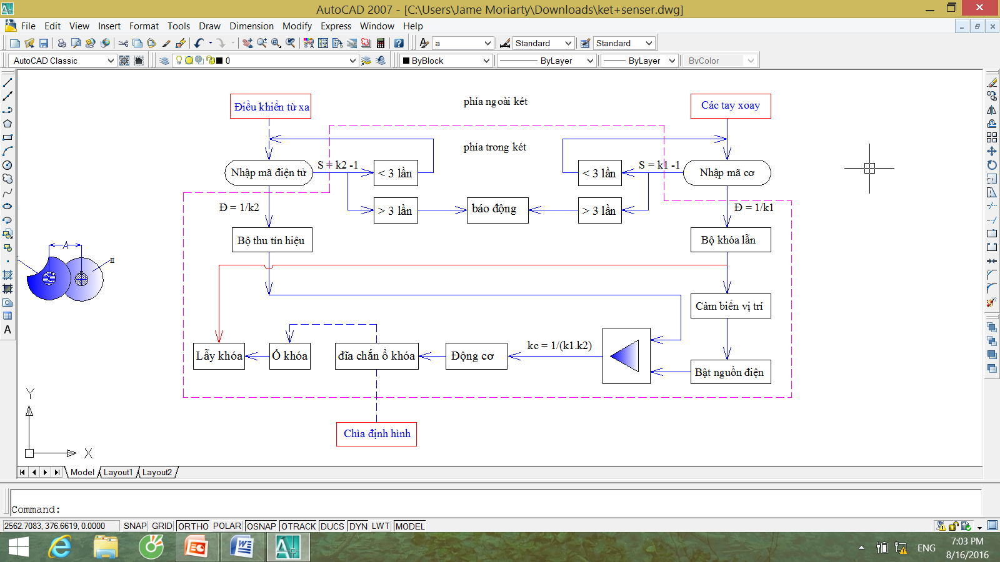 AutoCAD 2007 - [C:\Users\Jame Moriarty\Downloads\ket+senser.dwg]
File Edit View Insert Format Tools Draw Dimension Modify Express Window Help
a Standard Standard
AutoCAD Classic 0 ByBlock ByLayer ByLayer ByColor
Điều khiển từ xa
phía ngoài két
Các tay xoay
phía trong két
Nhập mã điện tử
S = k2 -1
< 3 lần
< 3 lần
S = k1 -1
Nhập mã cơ
Đ = 1/k2
> 3 lần
báo động
> 3 lần
Đ = 1/k1
Bộ thu tín hiệu
Bộ khóa lẫn
A
II
Cảm biến vị trí
kc = 1/(k1.k2)
Lẫy khóa
Ổ khóa
đĩa chắn ổ khóa
Động cơ
Bật nguồn điện
Chìa định hình
Y
X
Model Layout1 Layout2
Command:
2562.7083, 376.6619, 0.0000 SNAP GRID ORTHO POLAR OSNAP OTRACK DUCS DYN LWT MODEL
ENG
7:03 PM
8/16/2016